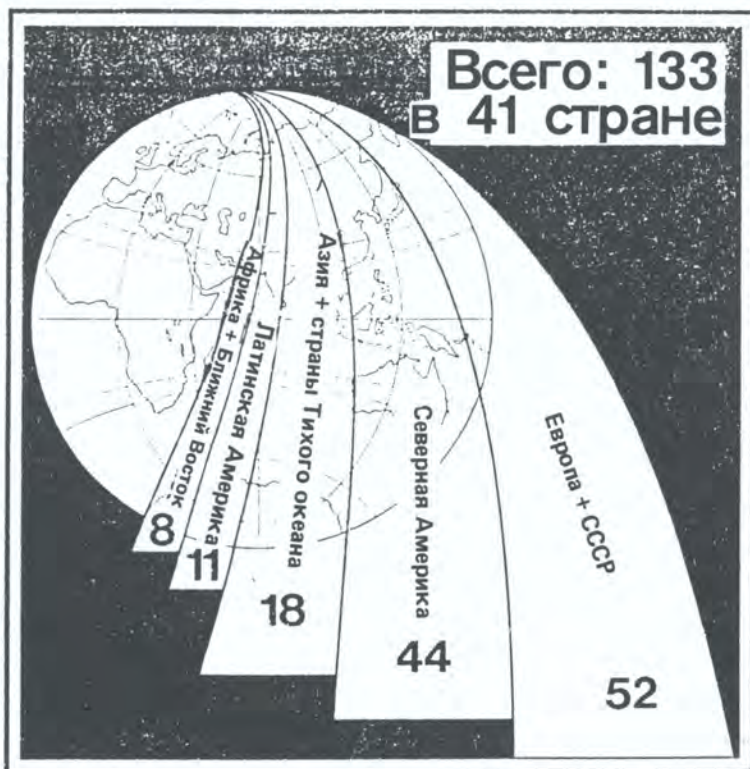 Всего: 133
в 41 стране
Африка + Ближний Восток
8
Латинская Америка
11
Азия + страны Тихого океана
18
Северная Америка
44
Европа + СССР
52